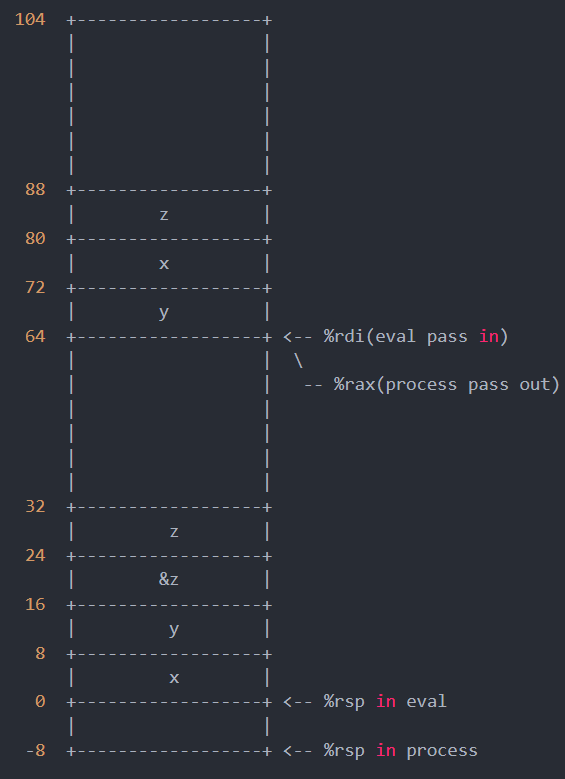 104 +------------------+
|                  |
|                  |
|                  |
|                  |
|                  |
|                  |
88 +------------------+
|        z         |
80 +------------------+
|        x         |
72 +------------------+
|        y         |
64 +------------------+ <-- %rdi(eval pass in)
|                  |  \
|                  |   -- %rax(process pass out)
|                  |
|                  |
|                  |
|                  |
32 +------------------+
|         z        |
24 +------------------+
|        &z        |
16 +------------------+
|         y        |
8 +------------------+
|         x        |
0 +------------------+ <-- %rsp in eval
|                  |
-8 +------------------+ <-- %rsp in process